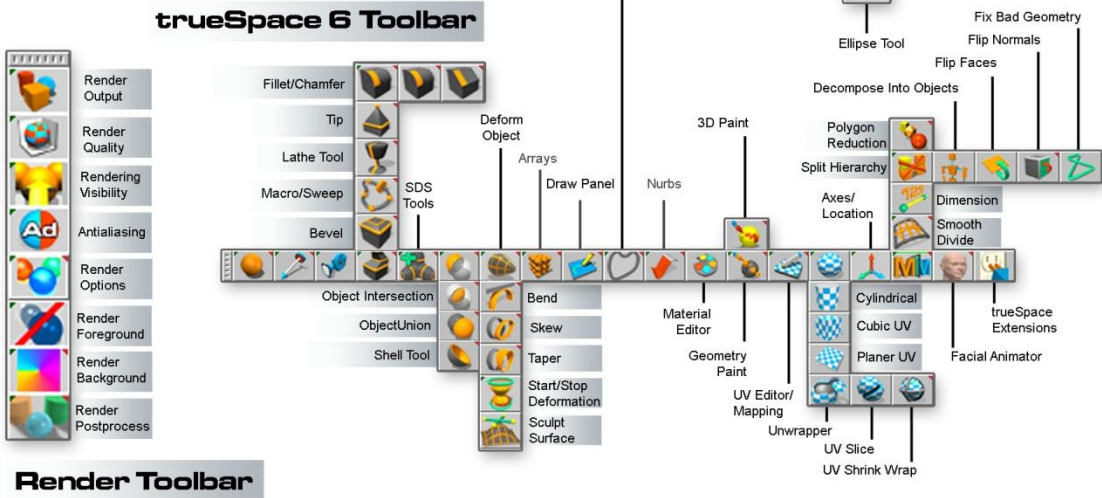 trueSpace 6 Toolbar
Ellipse Tool
Fix Bad Geometry
Flip Normals
Flip Faces
Decompose Into Objects
Render
Output
Render
Quality
Rendering
Visibility
Ad
Antialiasing
Render
Options
Render
Foreground
Render
Background
Render
Postprocess
Fillet/Chamfer
Tip
Lathe Tool
Macro/Sweep
Bevel
SDS
Tools
Deform
Object
Arrays
Draw Panel
Nurbs
3D Paint
Polygon
Reduction
Split Hierarchy
Axes/
Location
Dimension
Smooth
Divide
Object Intersection
ObjectUnion
Shell Tool
Bend
Skew
Taper
Start/Stop
Deformation
Sculpt
Surface
Material
Editor
Geometry
Paint
UV Editor/
Mapping
Unwrapper
UV Slice
UV Shrink Wrap
Cylindrical
Cubic UV
Planer UV
Facial Animator
trueSpace
Extensions
Render Toolbar